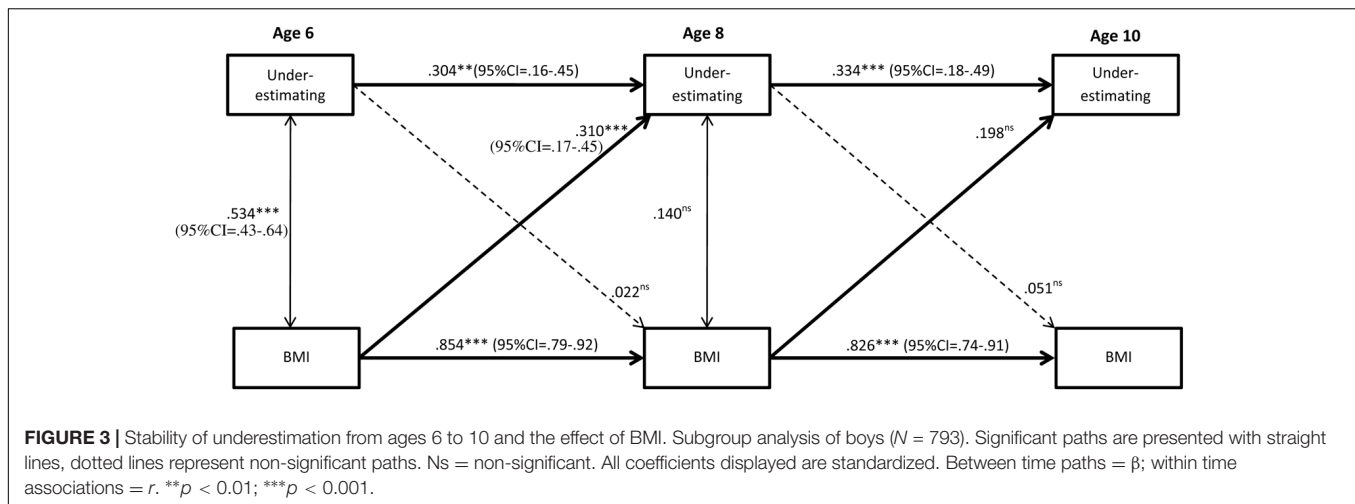 Age 6
Age 8
Age 10
Under-
estimating
.304**(95%CI=.16-.45)
Under-
estimating
.334*** (95%CI=.18-.49)
Under-
estimating
.310***
(95%CI=.17-.45)
.198ns
.534***
(95%CI=.43-.64)
.140ns
.022ns
.051ns
BMI
.854*** (95%CI=.79-.92)
BMI
.826*** (95%CI=.74-.91)
BMI
FIGURE 3 | Stability of underestimation from ages 6 to 10 and the effect of BMI. Subgroup analysis of boys (N = 793). Significant paths are presented with straight
lines, dotted lines represent non-significant paths. Ns = non-significant. All coefficients displayed are standardized. Between time paths = β; within time
associations = r. **p < 0.01; ***p < 0.001.